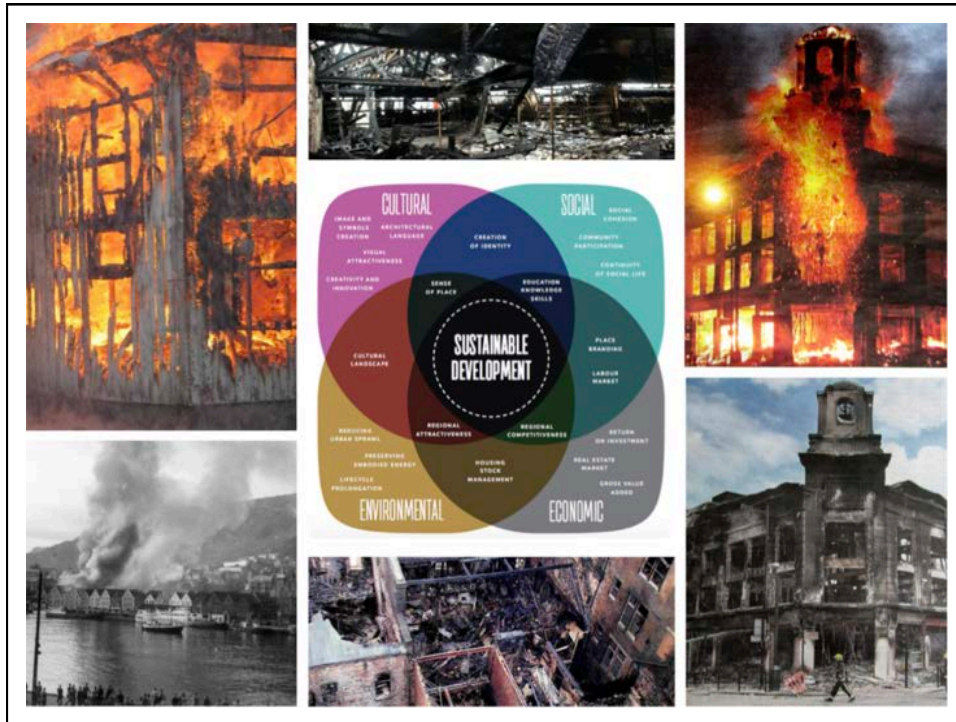 CULTURAL
IMAGE AND
SYMBOLS
CREATION
ARCHITECTURAL
LANGUAGE
VISUAL
ATTRACTIVENESS
CREATIVITY AND
INNOVATION
CREATION
OF IDENTITY
SOCIAL
SOCIAL
COHESION
COMMUNITY
PARTICIPATION
CONTINUITY
OF SOCIAL LIFE
SENSE
OF PLACE
EDUCATION
KNOWLEDGE
SKILLS
CULTURAL
LANDSCAPE
SUSTAINABLE
DEVELOPMENT
PLACE
BRANDING
LABOUR
MARKET
REGIONAL
ATTRACTIVENESS
REGIONAL
COMPETITIVENESS
REDUCING
URBAN SPRAWL
PRESERVING
EMBODIED ENERGY
LIFECYCLE
PROLONGATION
ENVIRONMENTAL
HOUSING
STOCK
MANAGEMENT
RETURN
ON INVESTMENT
REAL ESTATE
MARKET
GROSS VALUE
ADDED
ECONOMIC